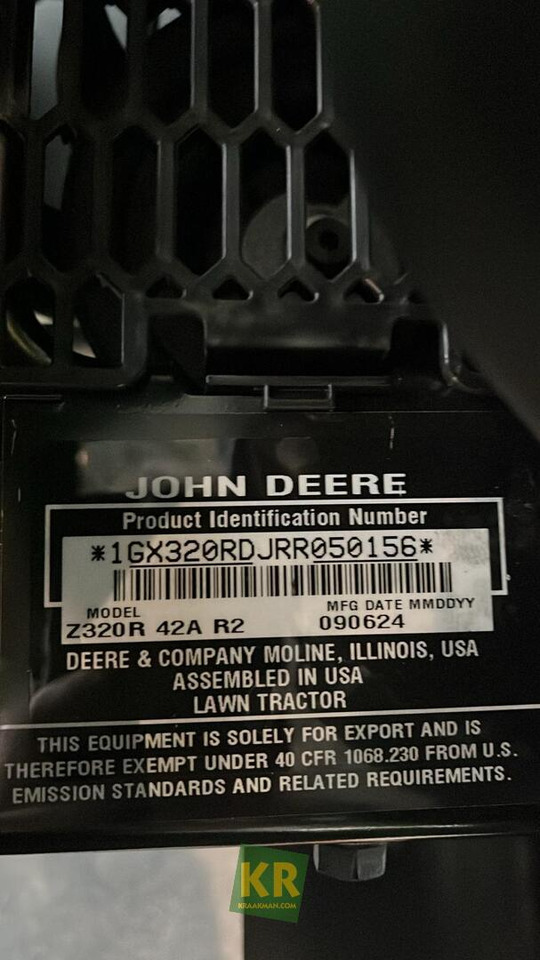 JOHN DEERE
Product Identification Number
*1GX320RDJRR050156*
MODEL MFG DATE MMDDYY
Z320R 42A R2 090624
DEERE & COMPANY MOLINE, ILLINOIS, USA
ASSEMBLED IN USA
LAWN TRACTOR
THIS EQUIPMENT IS SOLELY FOR EXPORT AND IS
THEREFORE EXEMPT UNDER 40 CFR 1068.230 FROM U.S.
EMISSION STANDARDS AND RELATED REQUIREMENTS.
KR
KRAAKMAN.COM